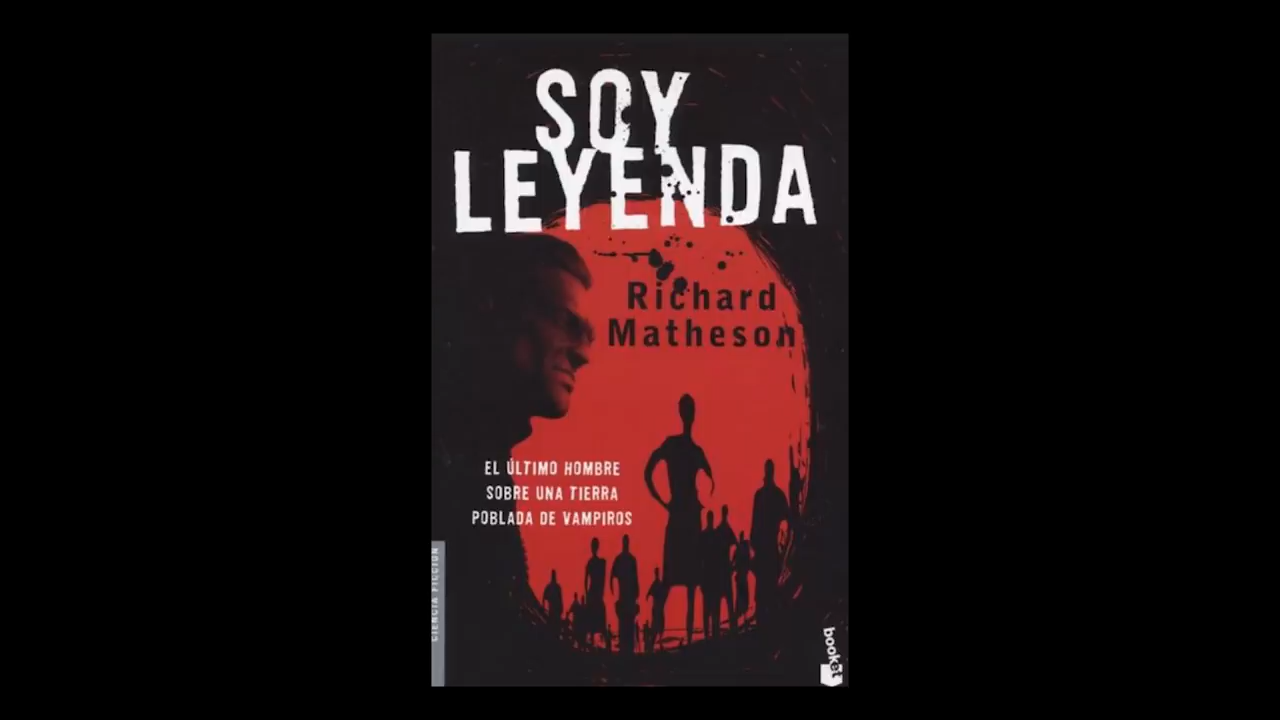 SOY
LEYENDA
Richard
Matheson
EL ÚLTIMO HOMBRE
SOBRE UNA TIERRA
POBLADA DE VAMPIROS
CIENCIA FICCIÓN
booket